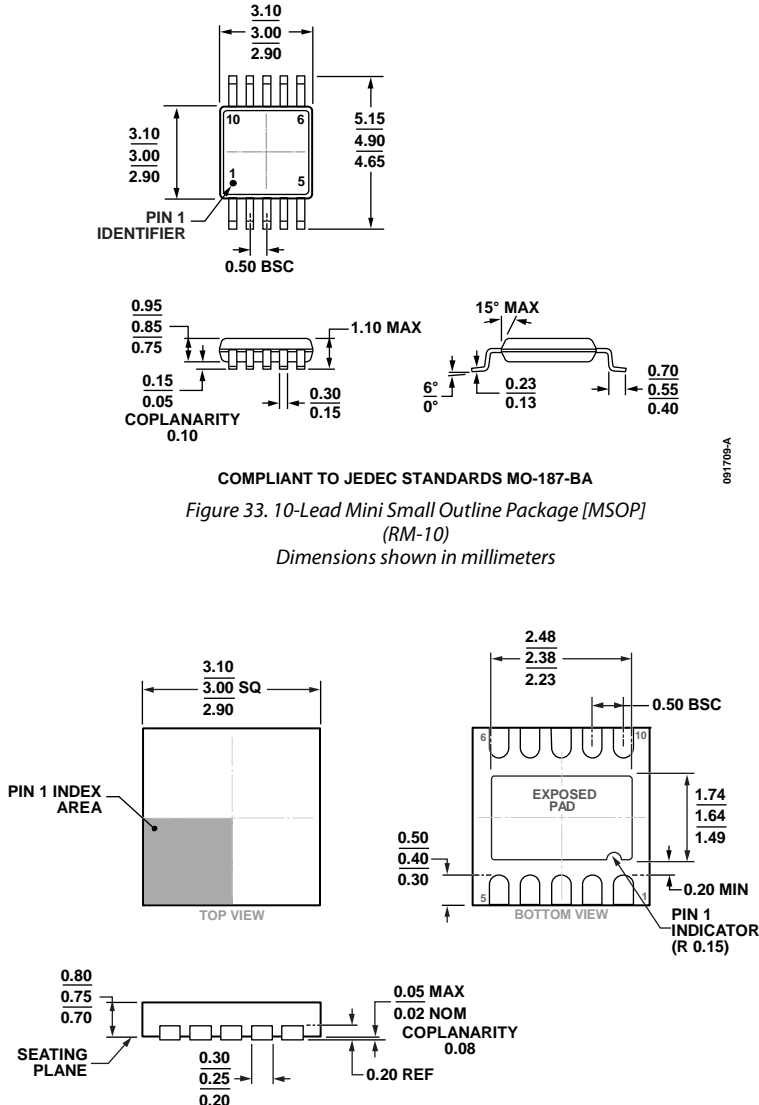 3.10
3.00
2.90
10 6
3.10
3.00
2.90
5.15
4.90
4.65
1 5
PIN 1
IDENTIFIER
0.50 BSC
0.95
0.85
0.75
1.10 MAX
0.15
0.05
COPLANARITY
0.10
0.30
0.15
15° MAX
6°
0°
0.23
0.13
0.70
0.55
0.40
091709-A
COMPLIANT TO JEDEC STANDARDS MO-187-BA
Figure 33. 10-Lead Mini Small Outline Package [MSOP]
(RM-10)
Dimensions shown in millimeters
3.10
3.00 SQ
2.90
PIN 1 INDEX
AREA
TOP VIEW
2.48
2.38
2.23
0.50 BSC
6 10
EXPOSED
PAD
1.74
1.64
1.49
0.50
0.40
0.30
0.20 MIN
5 1
BOTTOM VIEW
PIN 1
INDICATOR
(R 0.15)
0.80
0.75
0.70
SEATING
PLANE
0.30
0.25
0.20
0.05 MAX
0.02 NOM
COPLANARITY
0.08
0.20 REF